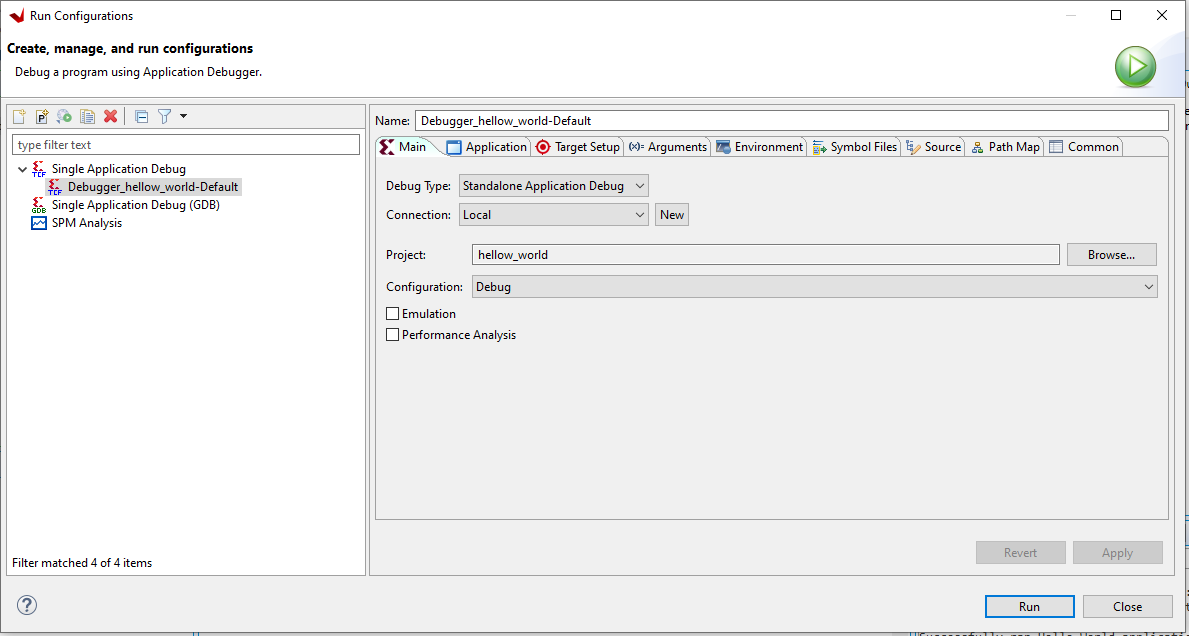 Run Configurations
Create, manage, and run configurations
Debug a program using Application Debugger.
type filter text
Single Application Debug
Debugger_hellow_world-Default
Single Application Debug (GDB)
SPM Analysis
Filter matched 4 of 4 items
Name: Debugger_hellow_world-Default
Main Application Target Setup Arguments Environment Symbol Files Source Path Map Common
Debug Type: Standalone Application Debug
Connection: Local New
Project: hellow_world Browse...
Configuration: Debug
Emulation
Performance Analysis
Revert Apply
Run Close